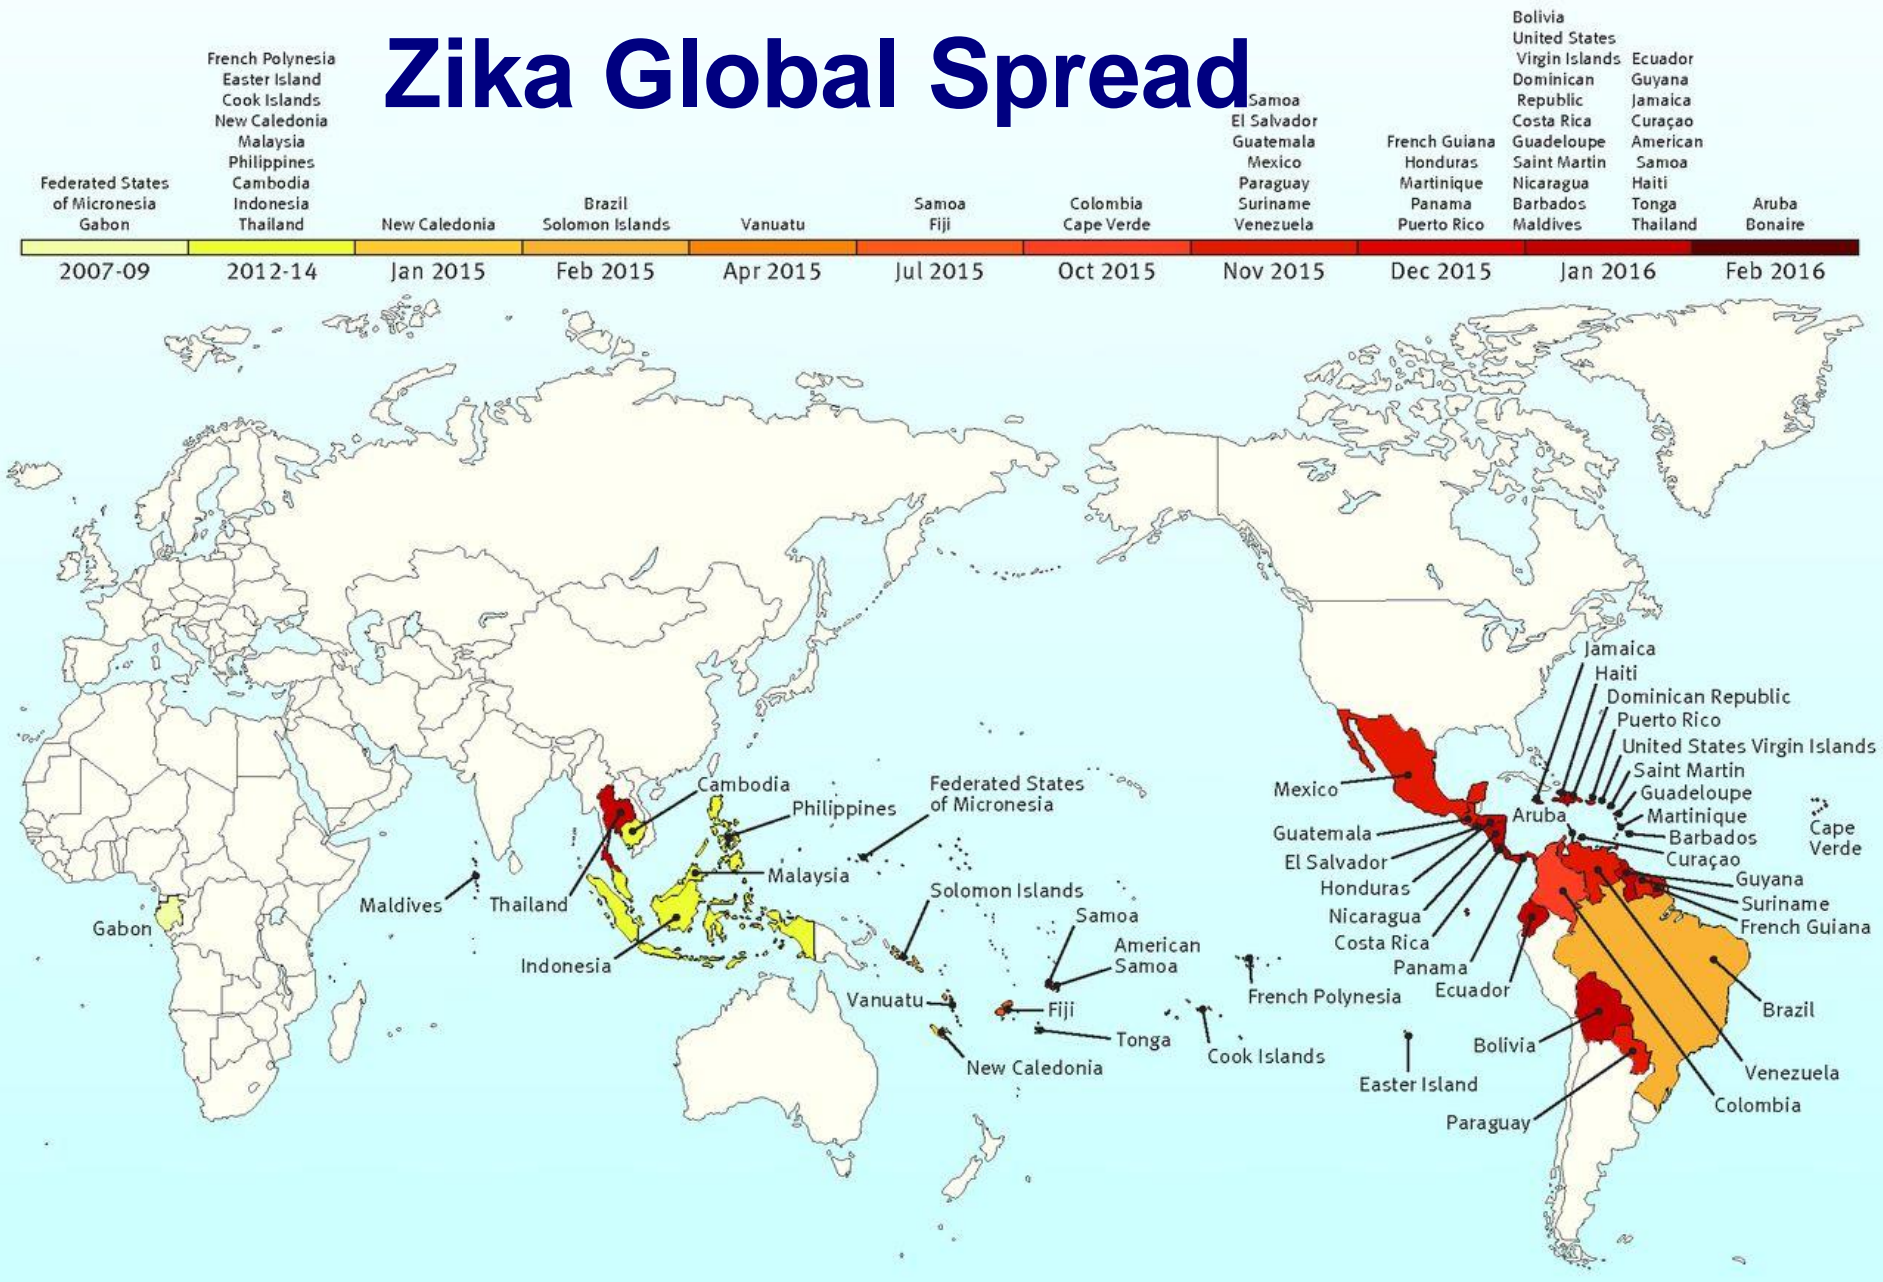 Zika Global Spread
Federated States
of Micronesia
Gabon
2007-09
French Polynesia
Easter Island
Cook Islands
New Caledonia
Malaysia
Philippines
Cambodia
Indonesia
Thailand
2012-14
New Caledonia
Jan 2015
Brazil
Solomon Islands
Feb 2015
Vanuatu
Apr 2015
Samoa
Fiji
Jul 2015
Colombia
Cape Verde
Oct 2015
Samoa
El Salvador
Guatemala
Mexico
Paraguay
Suriname
Venezuela
Nov 2015
French Guiana
Honduras
Martinique
Panama
Puerto Rico
Dec 2015
Bolivia
United States
Virgin Islands
Dominican
Republic
Costa Rica
Guadeloupe
Saint Martin
Nicaragua
Barbados
Maldives
Ecuador
Guyana
Jamaica
Curaçao
American
Samoa
Haiti
Tonga
Thailand
Jan 2016
Aruba
Bonaire
Feb 2016
Jamaica
Haiti
Dominican Republic
Puerto Rico
United States Virgin Islands
Saint Martin
Guadeloupe
Martinique
Barbados
Curaçao
Cape
Verde
Aruba
Mexico
Guatemala
El Salvador
Honduras
Nicaragua
Costa Rica
Panama
Ecuador
Guyana
Suriname
French Guiana
Brazil
Venezuela
Colombia
Bolivia
Paraguay
Cambodia
Philippines
Federated States
of Micronesia
Malaysia
Maldives
Thailand
Gabon
Indonesia
Solomon Islands
Samoa
American
Samoa
Vanuatu
Fiji
Tonga
New Caledonia
French Polynesia
Cook Islands
Easter Island